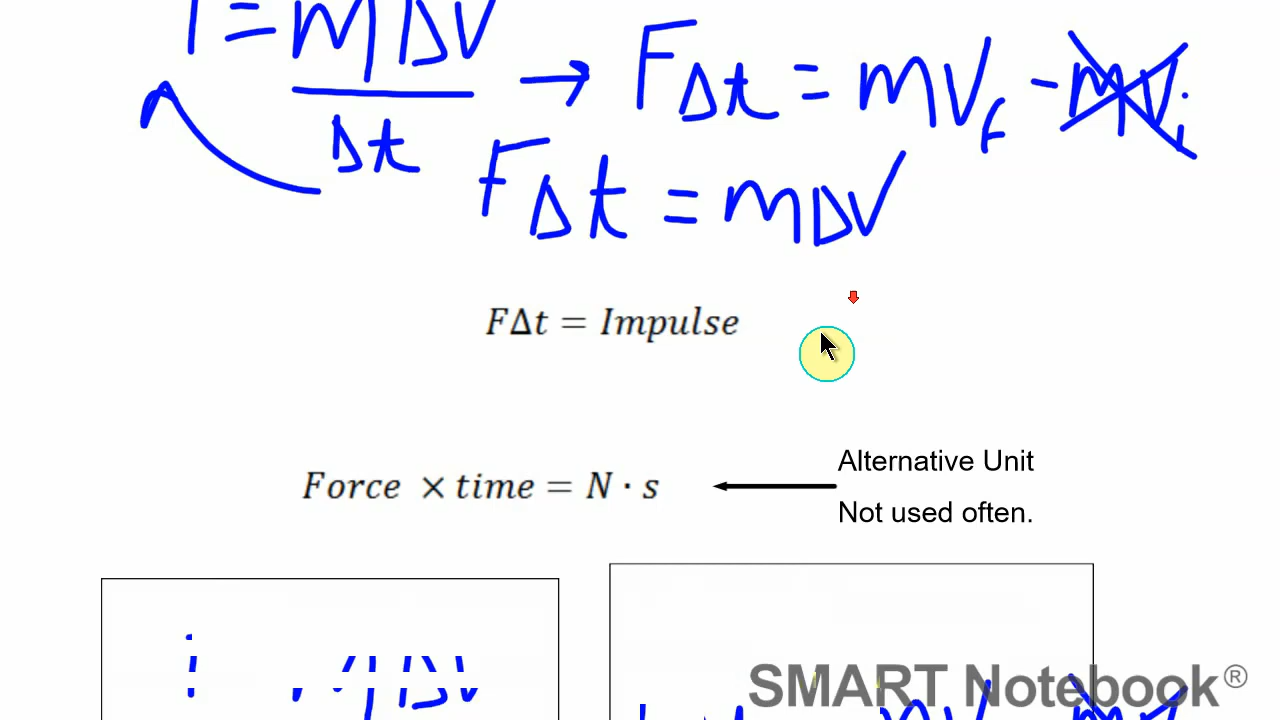 F = mΔV → FΔt = mVf - mVi
Δt
FΔt = mΔV
FΔt = Impulse
Force × time = N · s
Alternative Unit
Not used often.
SMART Notebook®